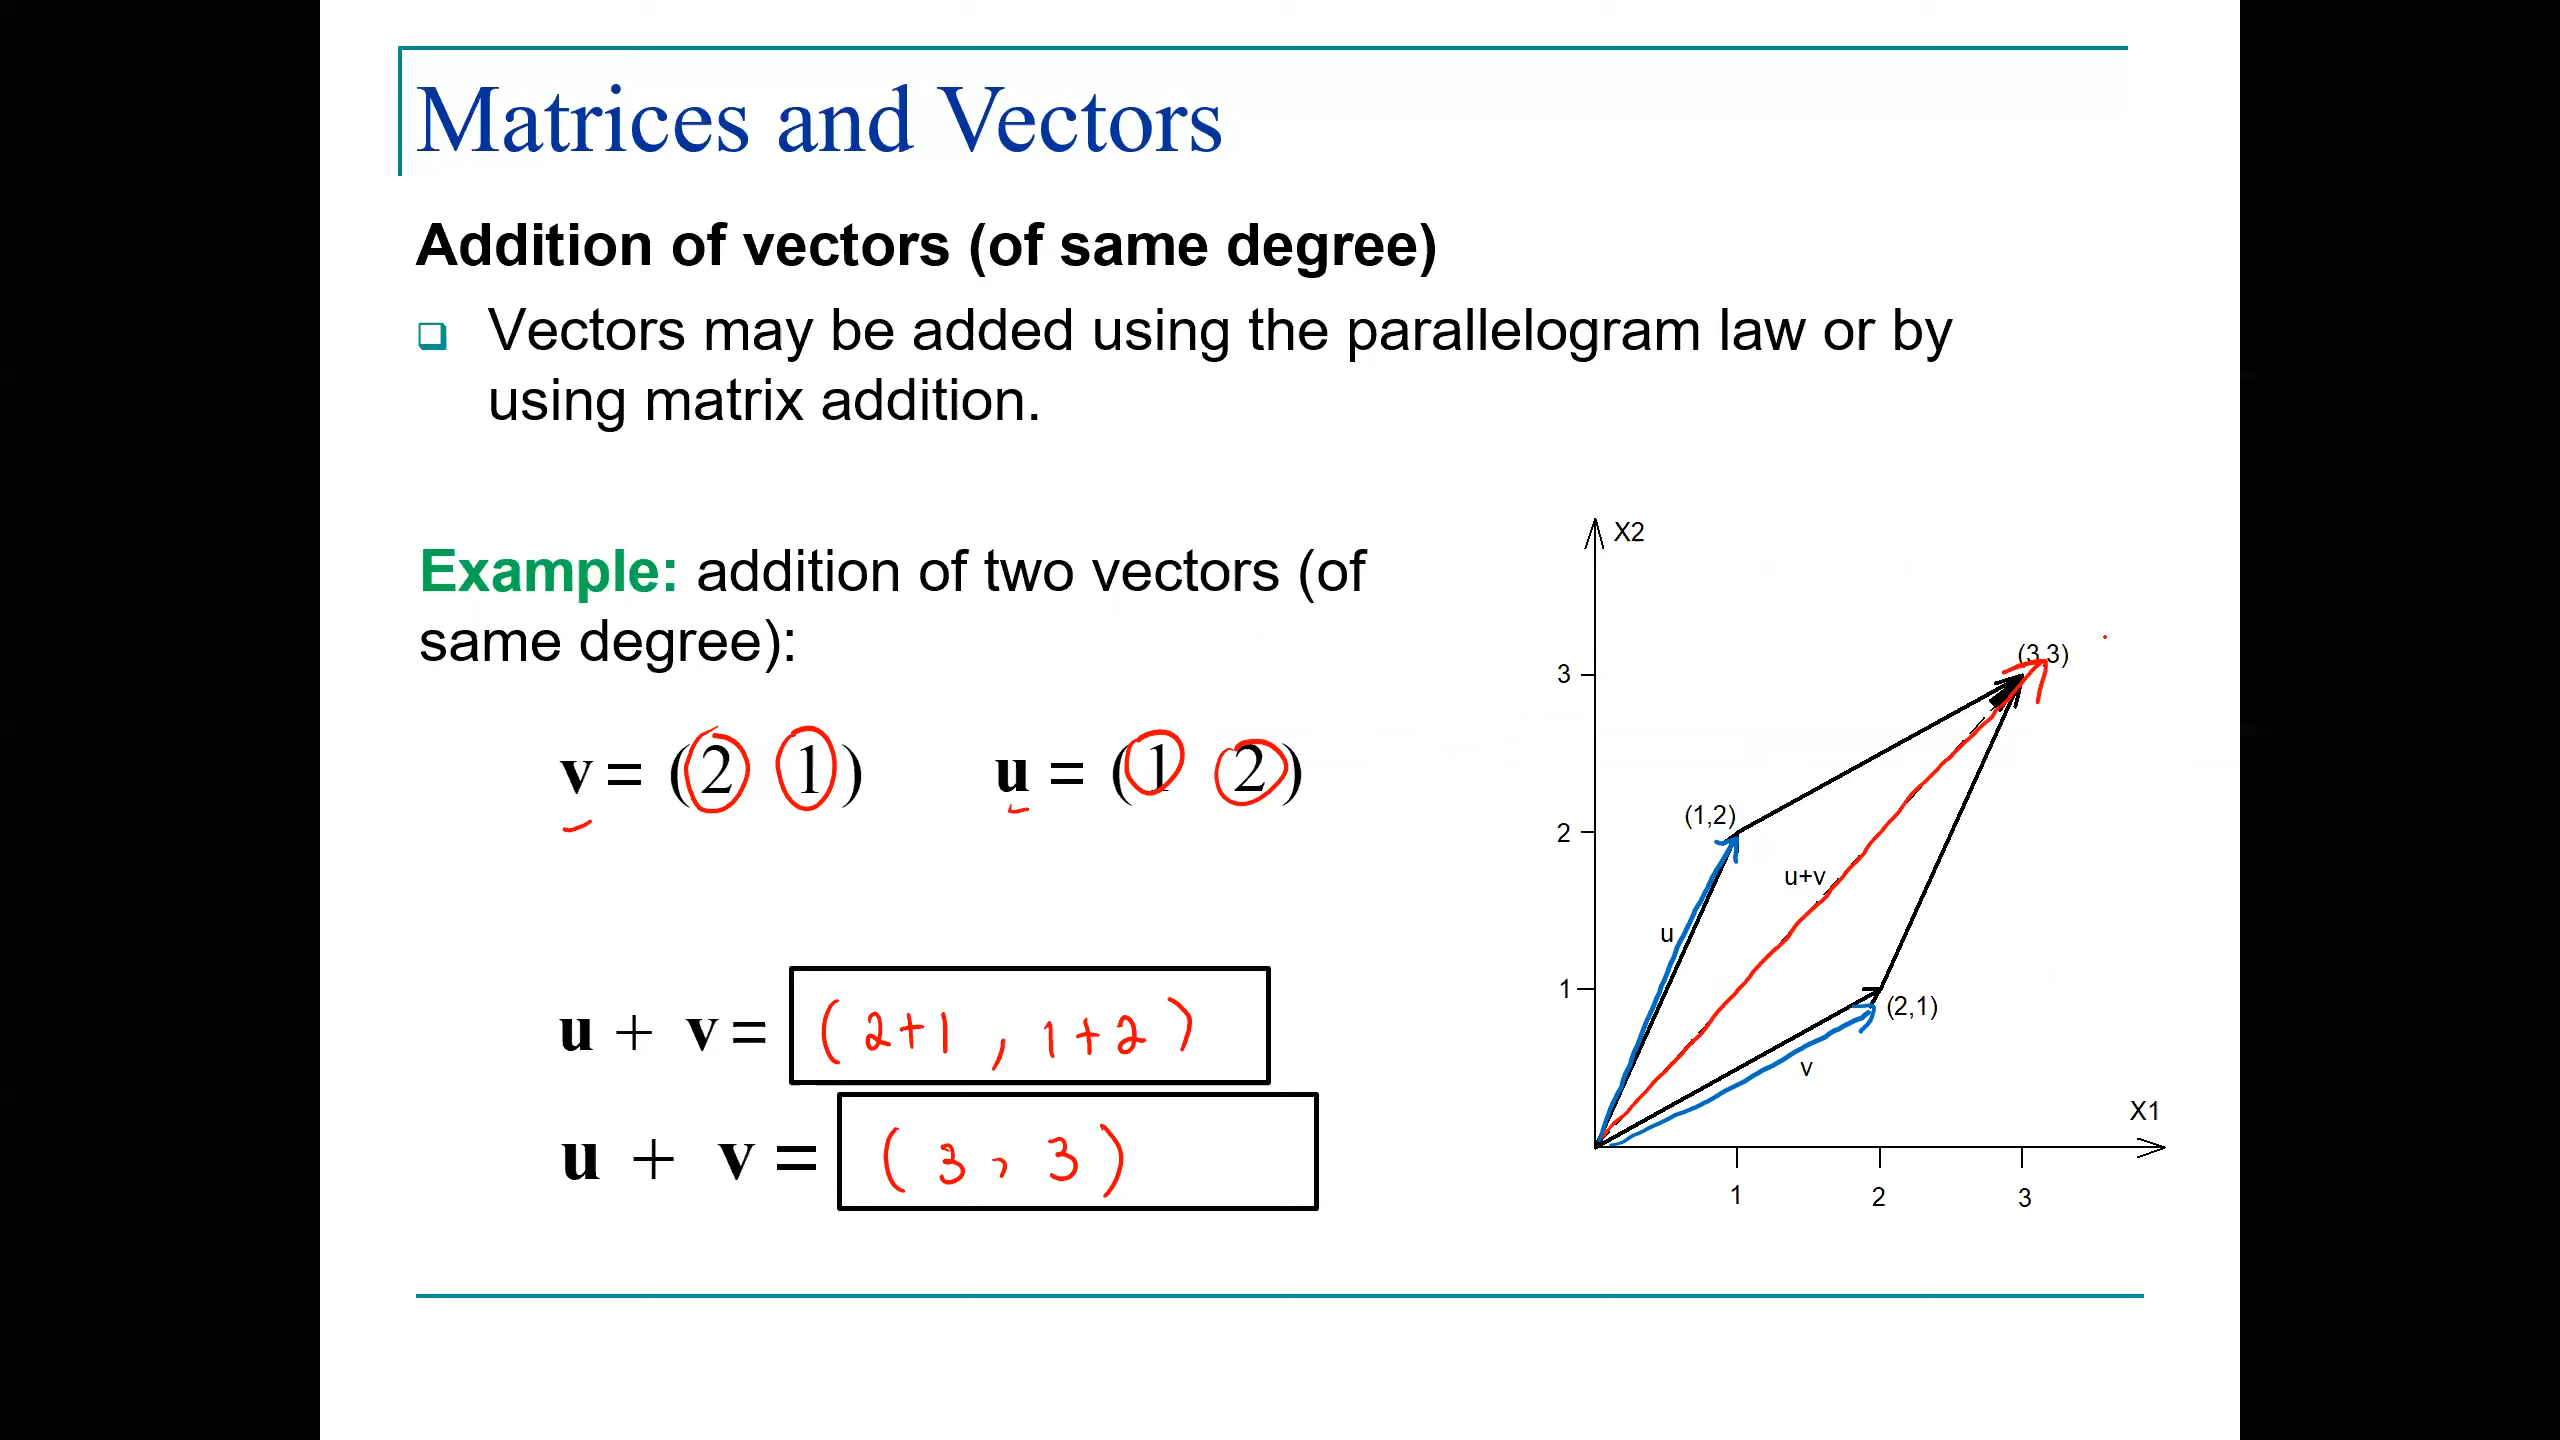 Matrices and Vectors
Addition of vectors (of same degree)
Vectors may be added using the parallelogram law or by
using matrix addition.
Example: addition of two vectors (of
same degree):
v = (2 1) u = (1 2)
u + v = (2+1 , 1+2)
u + v = (3 , 3)
X2
(3,3)
3
(1,2)
2
u+v
u
1
(2,1)
v
X1
1 2 3